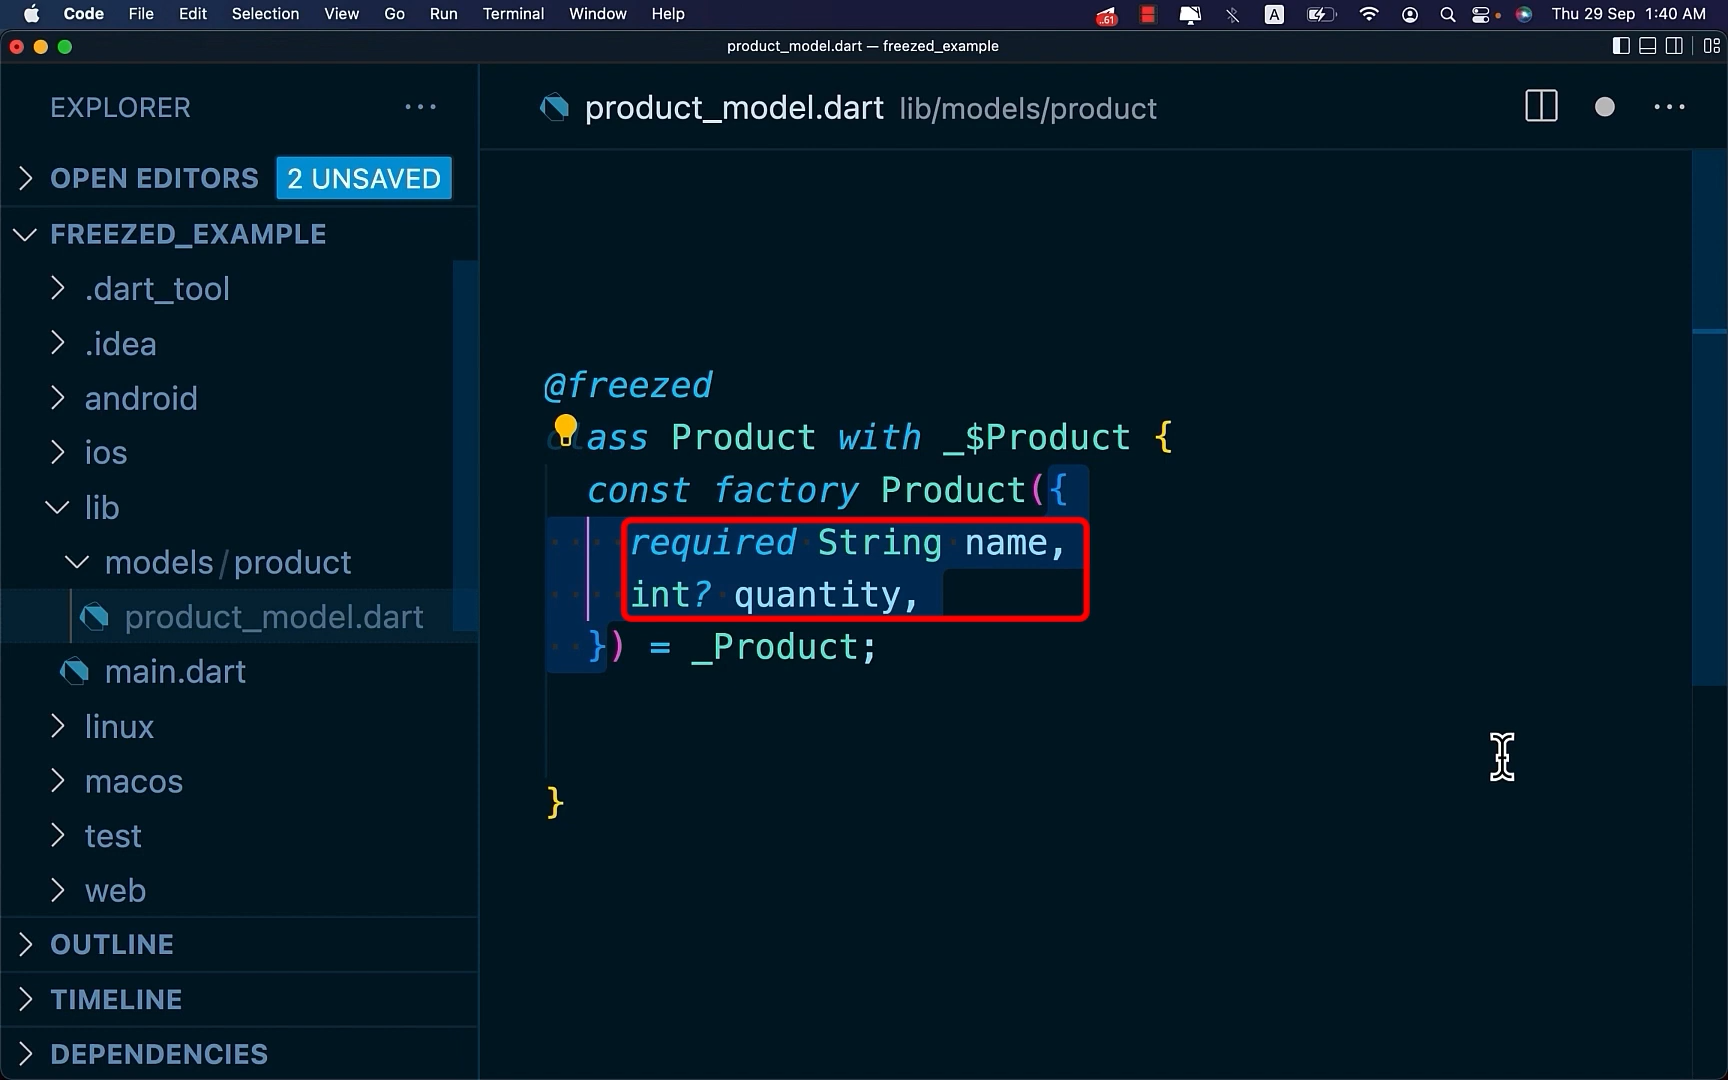 Code File Edit Selection View Go Run Terminal Window Help
61
A
Thu 29 Sep 1:40 AM
product_model.dart — freezed_example
EXPLORER
product_model.dart lib/models/product
OPEN EDITORS 2 UNSAVED
FREEZED_EXAMPLE
.dart_tool
.idea
android
ios
lib
models/product
product_model.dart
main.dart
linux
macos
test
web
OUTLINE
TIMELINE
DEPENDENCIES
@freezed
class Product with _$Product {
const factory Product({
required String name,
int? quantity,
}) = _Product;
}